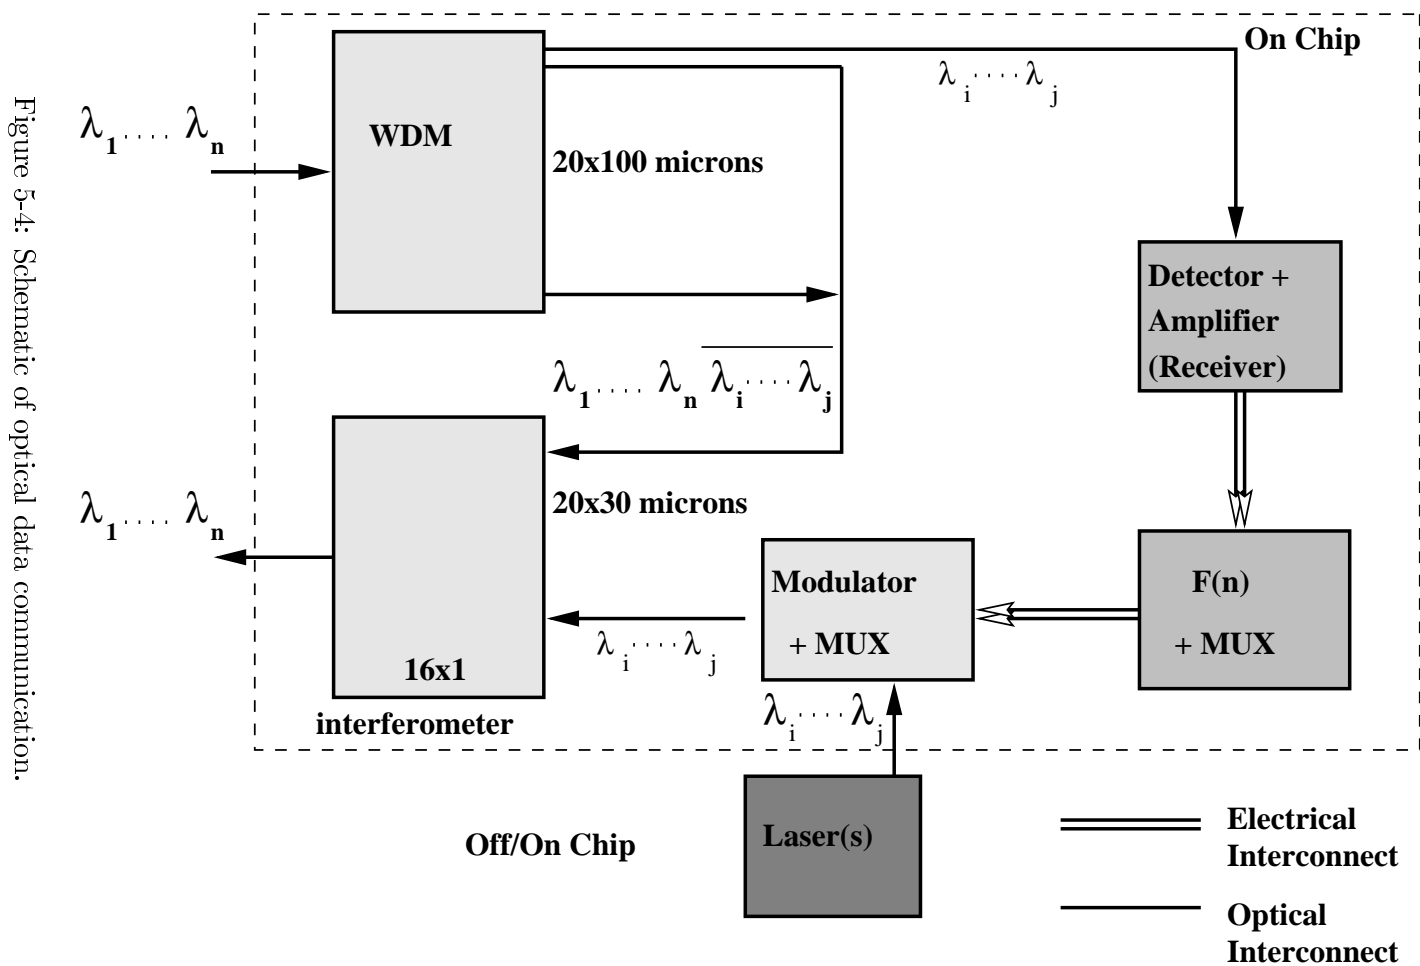 On Chip
λ1 ···· λn
WDM
λi ···· λj
20x100 microns
Detector +
Amplifier
(Receiver)
λ1 ···· λn λi ···· λj
20x30 microns
λ1 ···· λn
Modulator
+ MUX
F(n)
+ MUX
λi ···· λj
16x1
interferometer
λi ···· λj
Laser(s)
Off/On Chip
Electrical
Interconnect
Optical
Interconnect
Figure 5-4: Schematic of optical data communication.